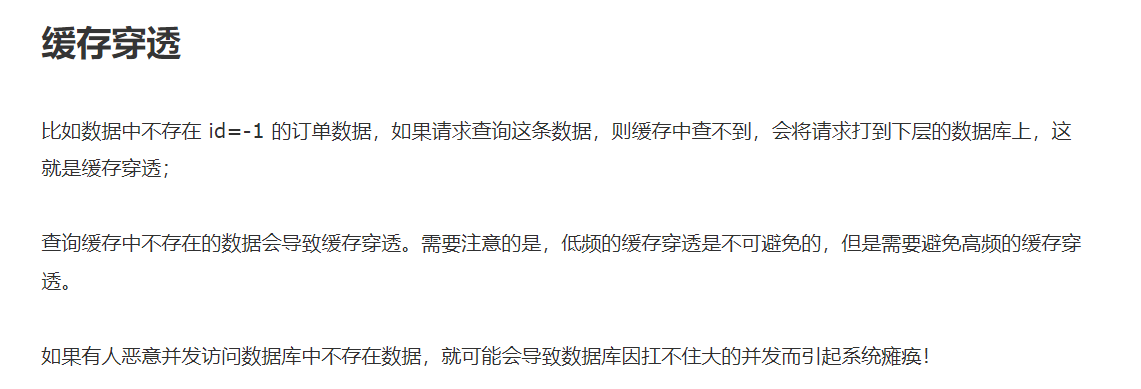 缓存穿透
比如数据中不存在 id=-1 的订单数据，如果请求查询这条数据，则缓存中查不到，会将请求打到下层的数据库上，这
就是缓存穿透；
查询缓存中不存在的数据会导致缓存穿透。需要注意的是，低频的缓存穿透是不可避免的，但是需要避免高频的缓存穿
透。
如果有人恶意并发访问数据库中不存在数据，就可能会导致数据库因扛不住大的并发而引起系统瘫痪！